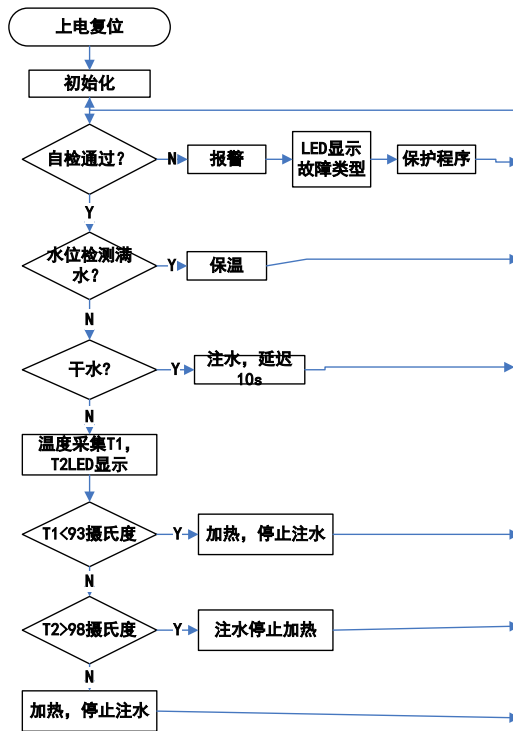 上电复位
初始化
自检通过?
N
报警
LED显示
故障类型
保护程序
Y
水位检测满
水?
Y
保温
N
干水?
Y
注水，延迟
10s
N
温度采集T1，
T2LED显示
T1<93摄氏度
Y
加热，停止注水
N
T2>98摄氏度
Y
注水停止加热
N
加热，停止注水